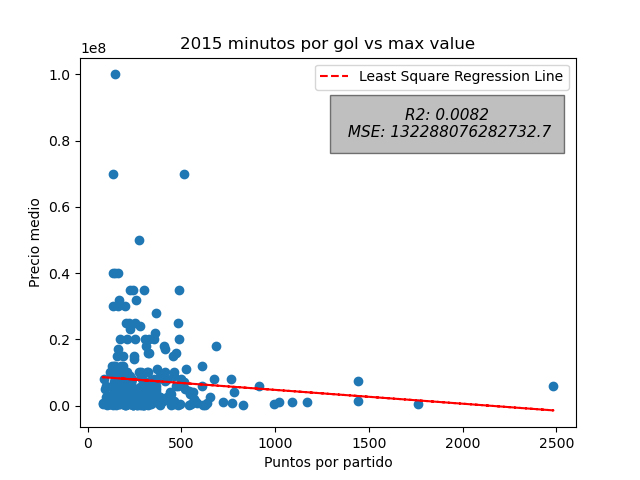 2015 minutos por gol vs max value
1e8
Least Square Regression Line
R2: 0.0082
MSE: 132288076282732.7
1.0
0.8
0.6
0.4
0.2
0.0
Precio medio
0 500 1000 1500 2000 2500
Puntos por partido